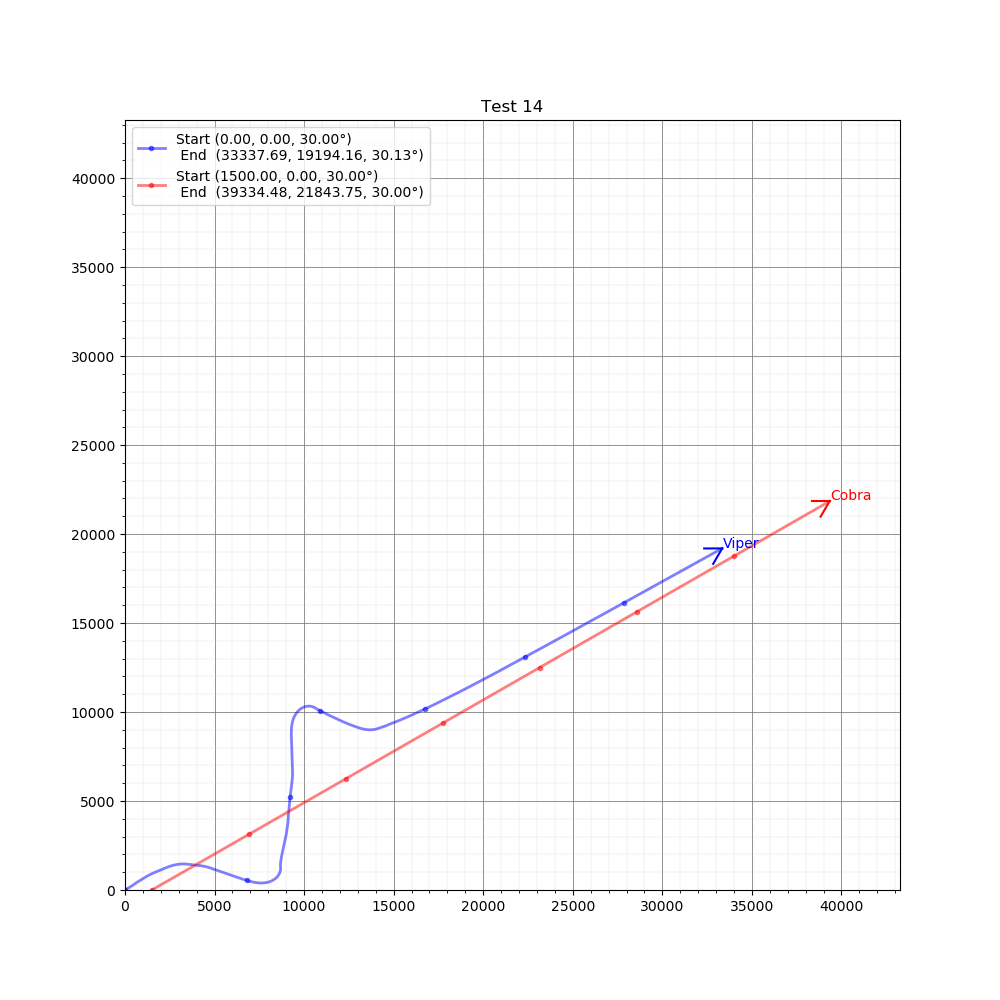 Test 14
Start (0.00, 0.00, 30.00°)
End (33337.69, 19194.16, 30.13°)
Start (1500.00, 0.00, 30.00°)
End (39334.48, 21843.75, 30.00°)
40000
35000
30000
25000
20000
15000
10000
5000
0
Cobra
Viper
0 5000 10000 15000 20000 25000 30000 35000 40000